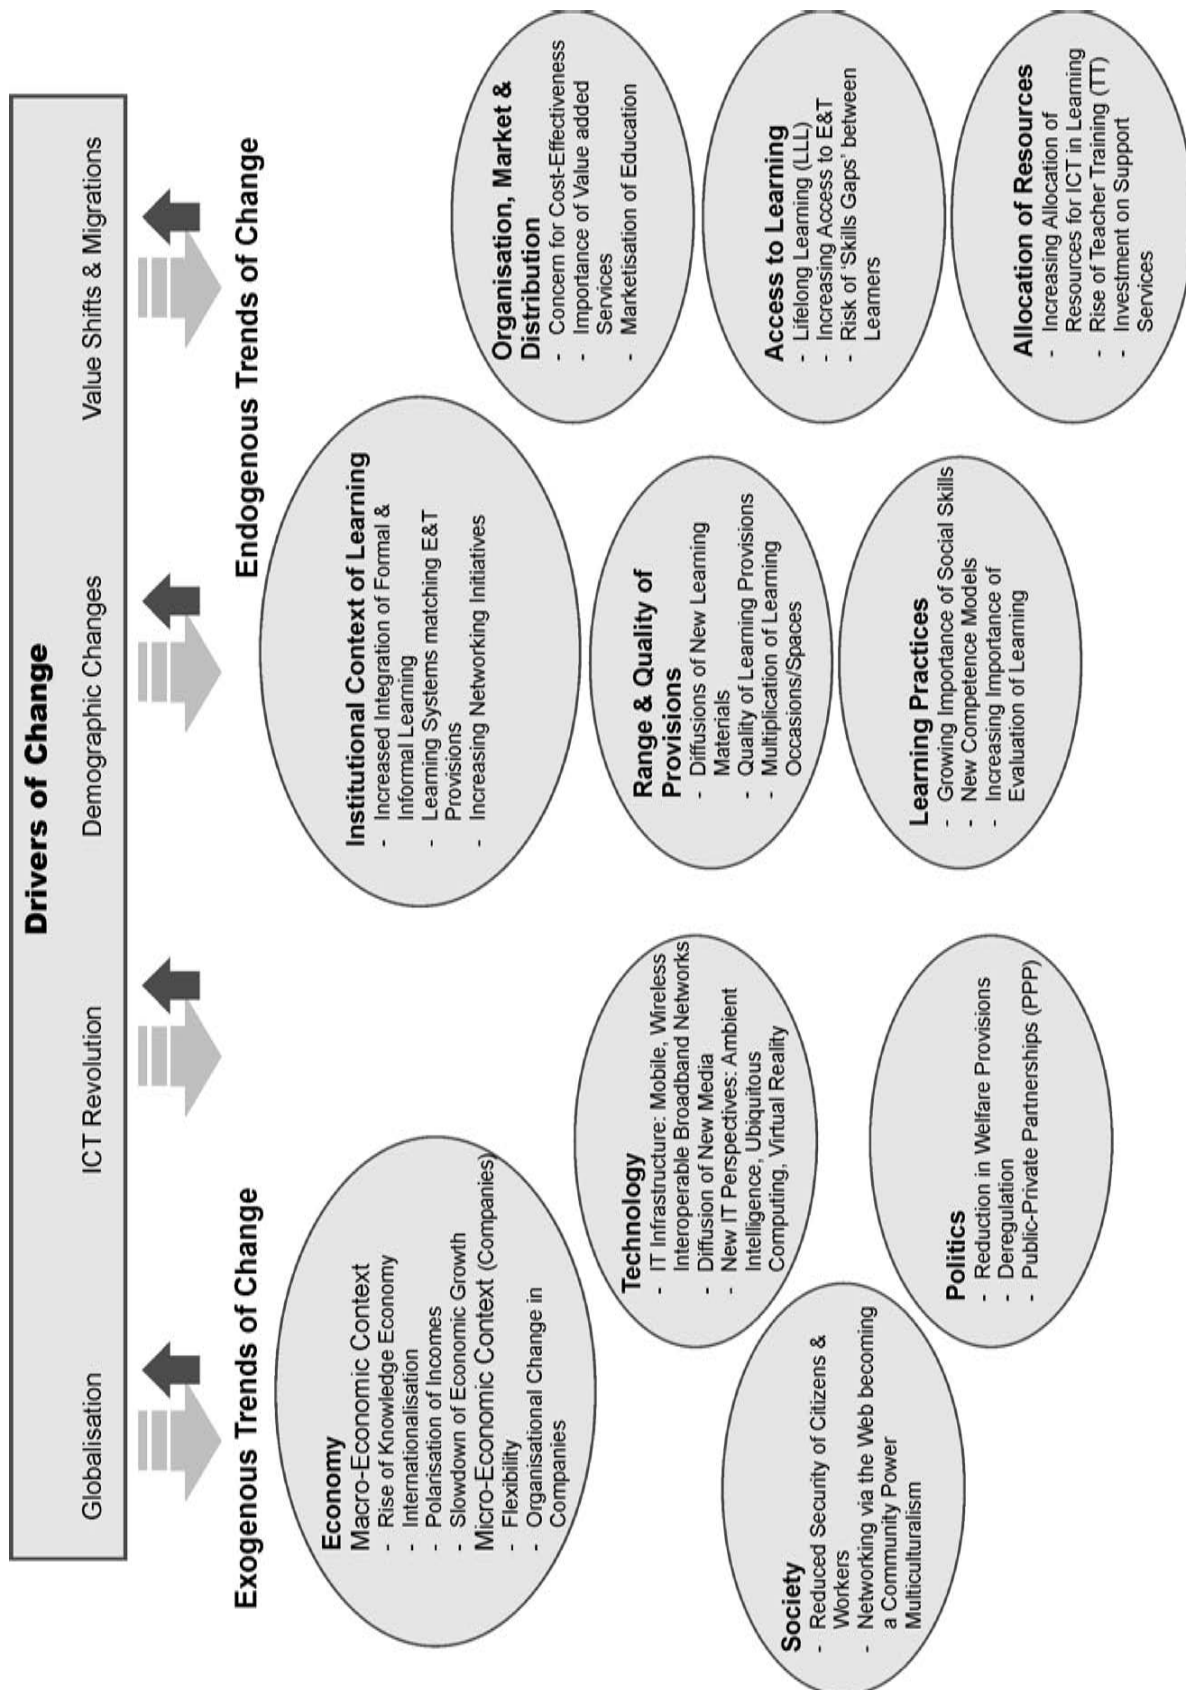 Drivers of Change
Globalisation
ICT Revolution
Demographic Changes
Value Shifts & Migrations
Exogenous Trends of Change
Economy
Macro-Economic Context
- Rise of Knowledge Economy
- Internationalisation
- Polarisation of Incomes
- Slowdown of Economic Growth
Micro-Economic Context (Companies)
- Flexibility
- Organisational Change in
Companies
Technology
- IT Infrastructure: Mobile, Wireless
Interoperable Broadband Networks
- Diffusion of New Media
- New IT Perspectives: Ambient
Intelligence, Ubiquitous
Computing, Virtual Reality
Society
- Reduced Security of Citizens &
Workers
- Networking via the Web becoming
a Community Power
Multiculturalism
Politics
- Reduction in Welfare Provisions
- Deregulation
- Public-Private Partnerships (PPP)
Endogenous Trends of Change
Institutional Context of Learning
- Increased Integration of Formal &
Informal Learning
- Learning Systems matching E&T
Provisions
- Increasing Networking Initiatives
Range & Quality of
Provisions
- Diffusions of New Learning
Materials
- Quality of Learning Provisions
- Multiplication of Learning
Occasions/Spaces
Learning Practices
- Growing Importance of Social Skills
- New Competence Models
- Increasing Importance of
Evaluation of Learning
Organisation, Market &
Distribution
- Concern for Cost-Effectiveness
- Importance of Value added
Services
- Marketisation of Education
Access to Learning
- Lifelong Learning (LLL)
- Increasing Access to E&T
- Risk of 'Skills Gaps' between
Learners
Allocation of Resources
- Increasing Allocation of
Resources for ICT in Learning
- Rise of Teacher Training (TT)
- Investment on Support
Services